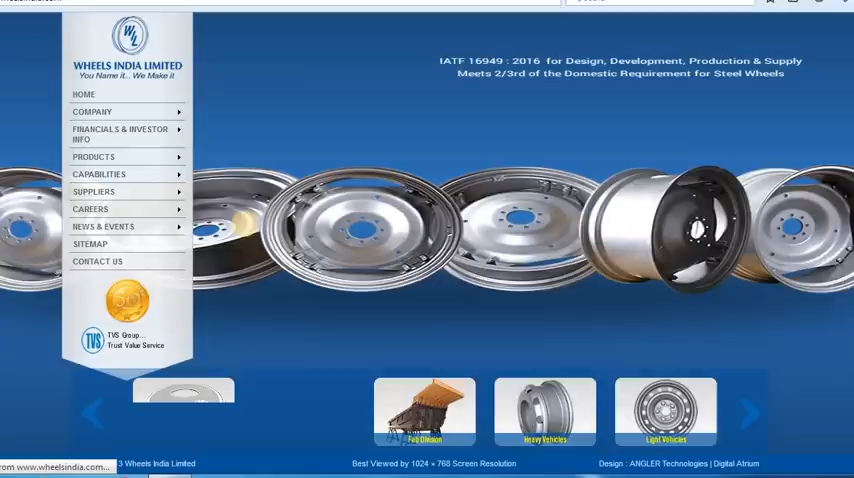 WHEELS INDIA LIMITED
You Name it... We Make it
IATF 16949 : 2016 for Design, Development, Production & Supply
Meets 2/3rd of the Domestic Requirement for Steel Wheels
HOME
COMPANY
FINANCIALS & INVESTOR
INFO
PRODUCTS
CAPABILITIES
SUPPLIERS
CAREERS
NEWS & EVENTS
SITEMAP
CONTACT US
50
TVS
TVS Group...
Trust Value Service
Fab Division
Heavy Vehicles
Light Vehicles
rom www.wheelsindia.com...
3 Wheels India Limited
Best Viewed by 1024 × 768 Screen Resolution
Design : ANGLER Technologies | Digital Atrium